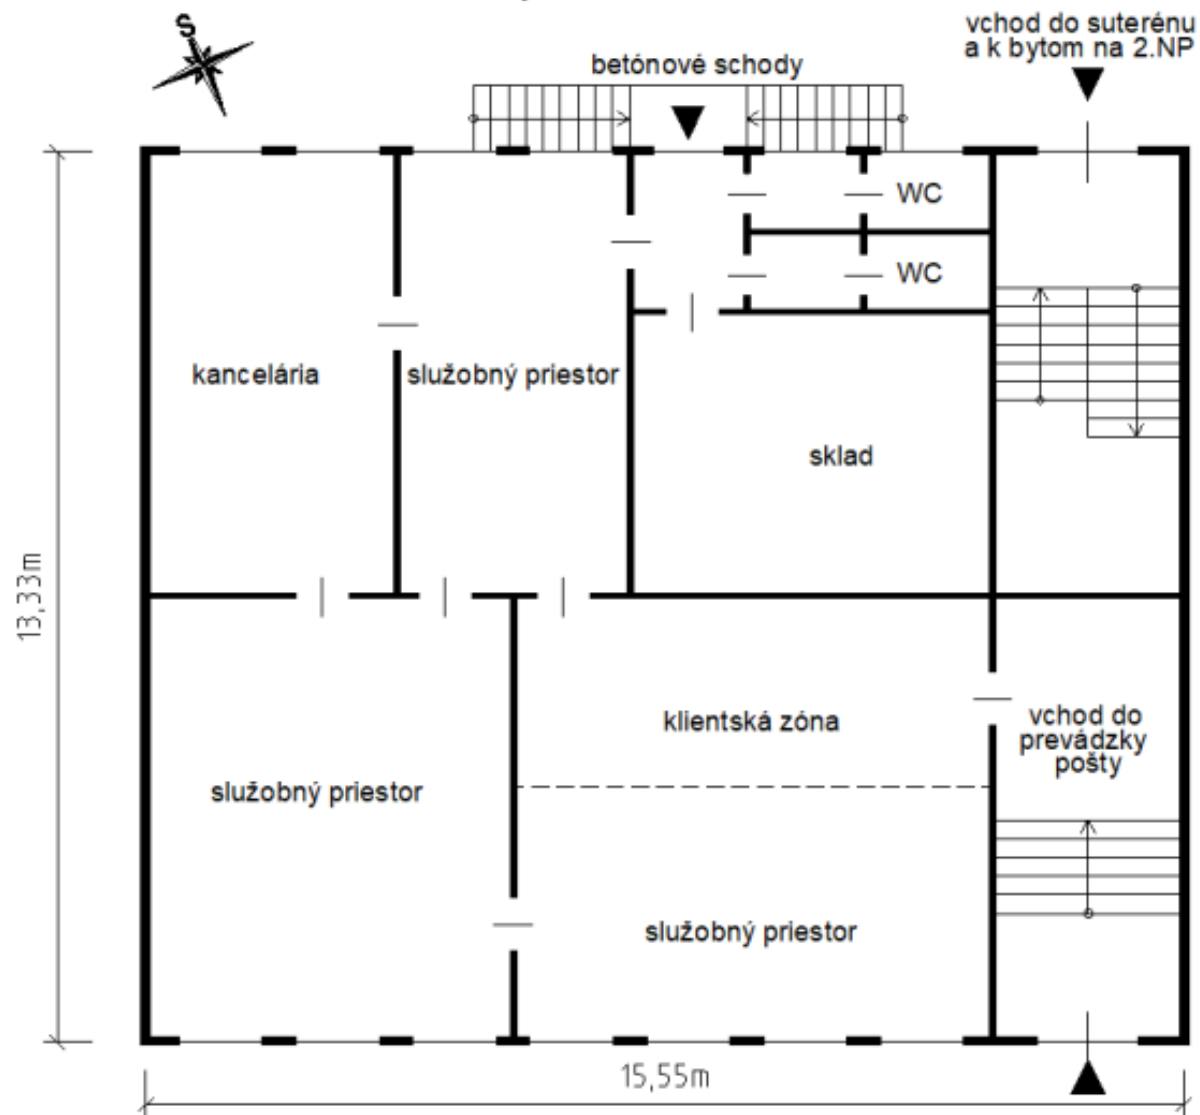 S
vchod do suterénu
a k bytom na 2.NP
betónové schody
WC
WC
kancelária
služobný priestor
sklad
13,33m
klientská zóna
vchod do
prevádzky
pošty
služobný priestor
služobný priestor
15,55m